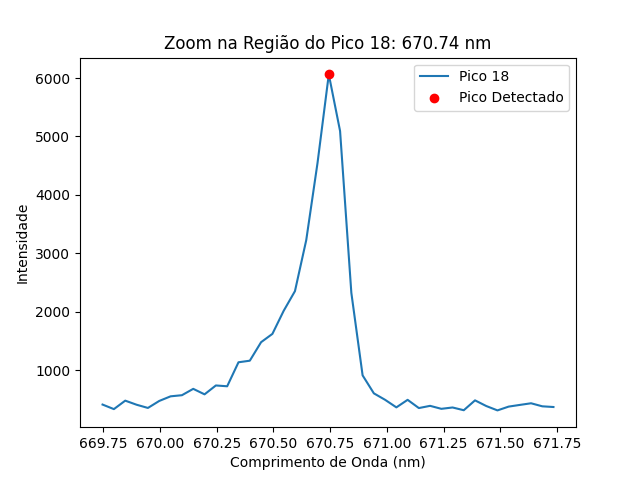 Zoom na Região do Pico 18: 670.74 nm
Pico 18
Pico Detectado
Intensidade
6000
5000
4000
3000
2000
1000
669.75 670.00 670.25 670.50 670.75 671.00 671.25 671.50 671.75
Comprimento de Onda (nm)